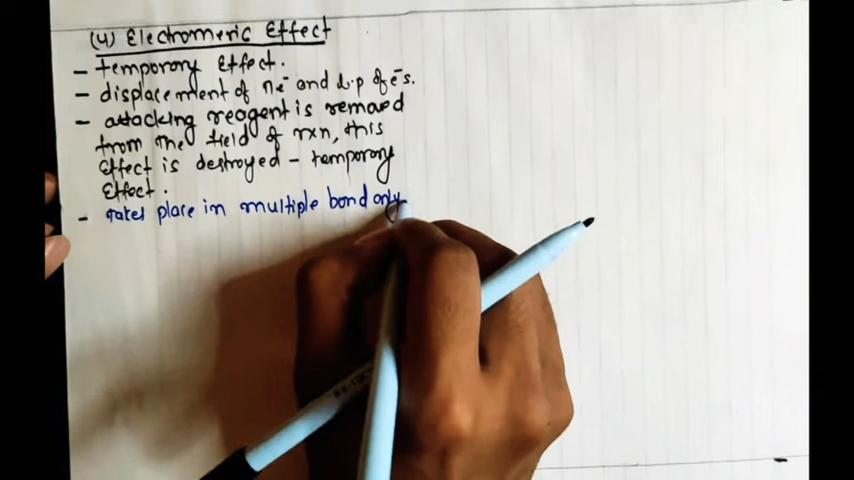 (4) Electromeric Effect
- temporary Effect.
- displacement of πe⁻ and l.p of e⁻s.
- attacking reagent is removed
from the field of rxn, this
Effect is destroyed - temporary
Effect.
- takes place in multiple bond only